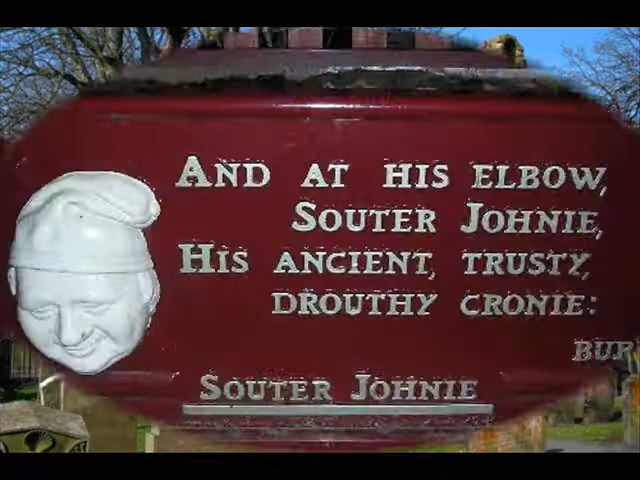 AND AT HIS ELBOW,
SOUTER JOHNIE,
HIS ANCIENT, TRUSTY,
DROUTHY CRONIE:
BUR
SOUTER JOHNIE